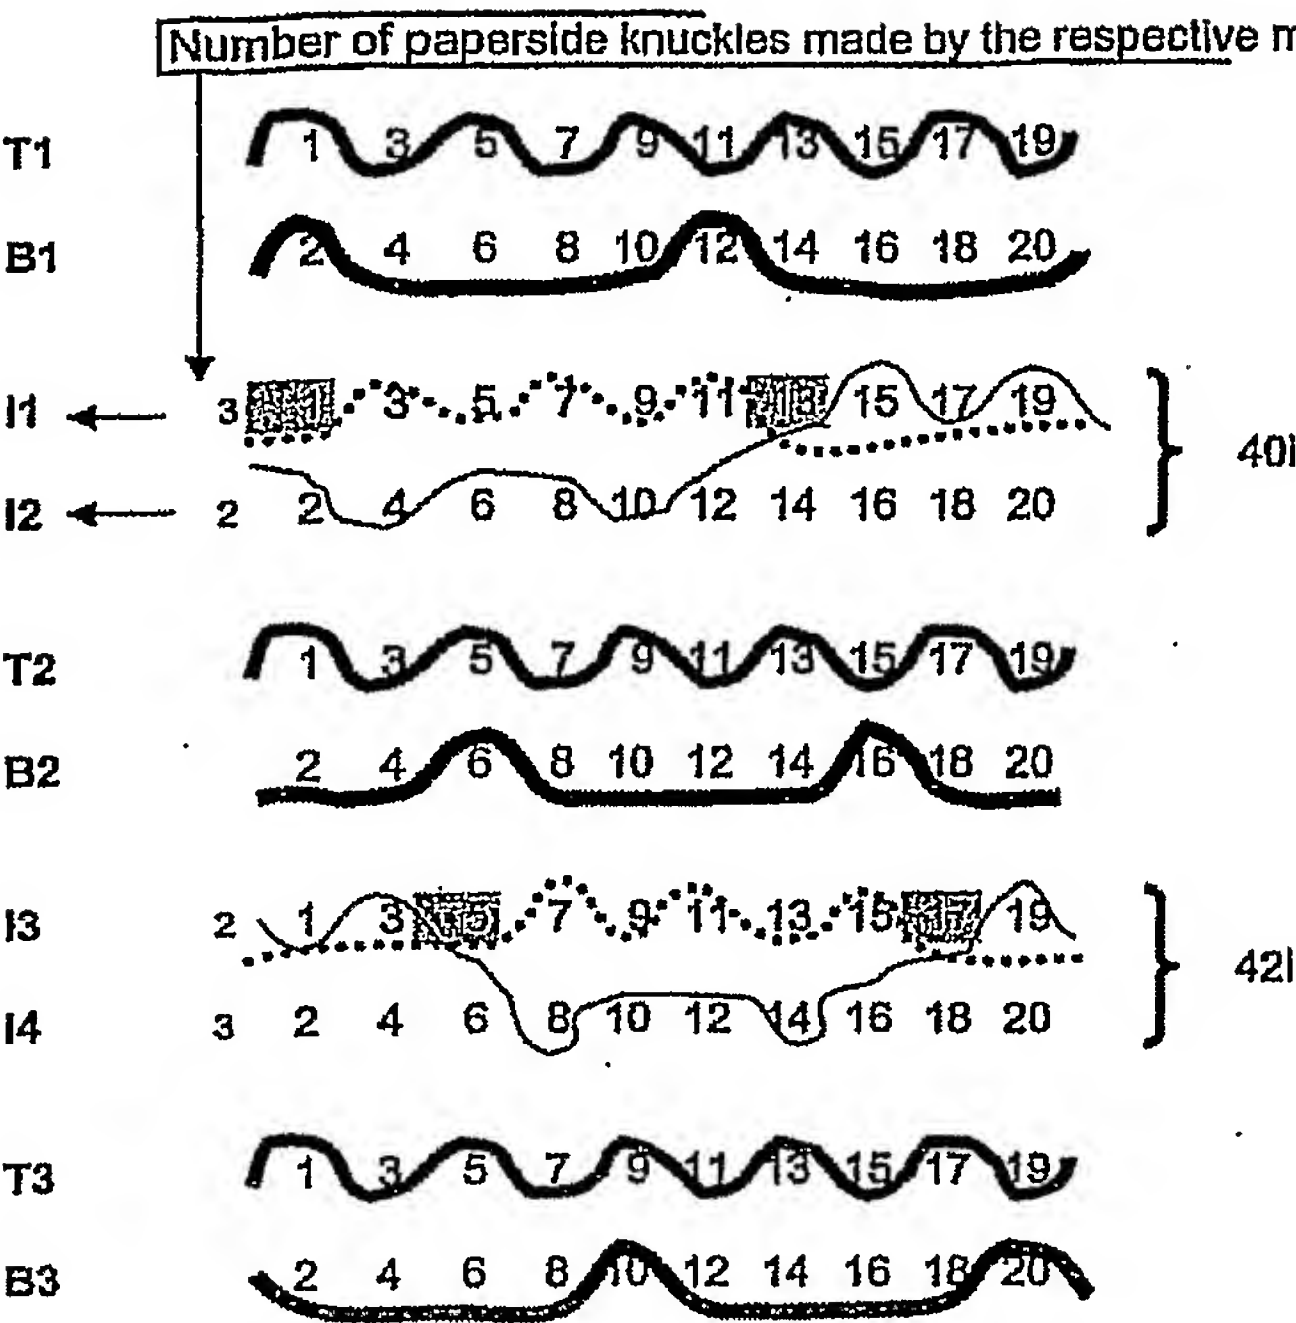 Number of paperside knuckles made by the respective m
T1 1 3 5 7 9 11 13 15 17 19
B1 2 4 6 8 10 12 14 16 18 20
I1 3 1 3 5 7 9 11 13 15 17 19
40I
I2 2 2 4 6 8 10 12 14 16 18 20
T2 1 3 5 7 9 11 13 15 17 19
B2 2 4 6 8 10 12 14 16 18 20
I3 2 1 3 5 7 9 11 13 15 17 19
42I
I4 3 2 4 6 8 10 12 14 16 18 20
T3 1 3 5 7 9 11 13 15 17 19
B3 2 4 6 8 10 12 14 16 18 20